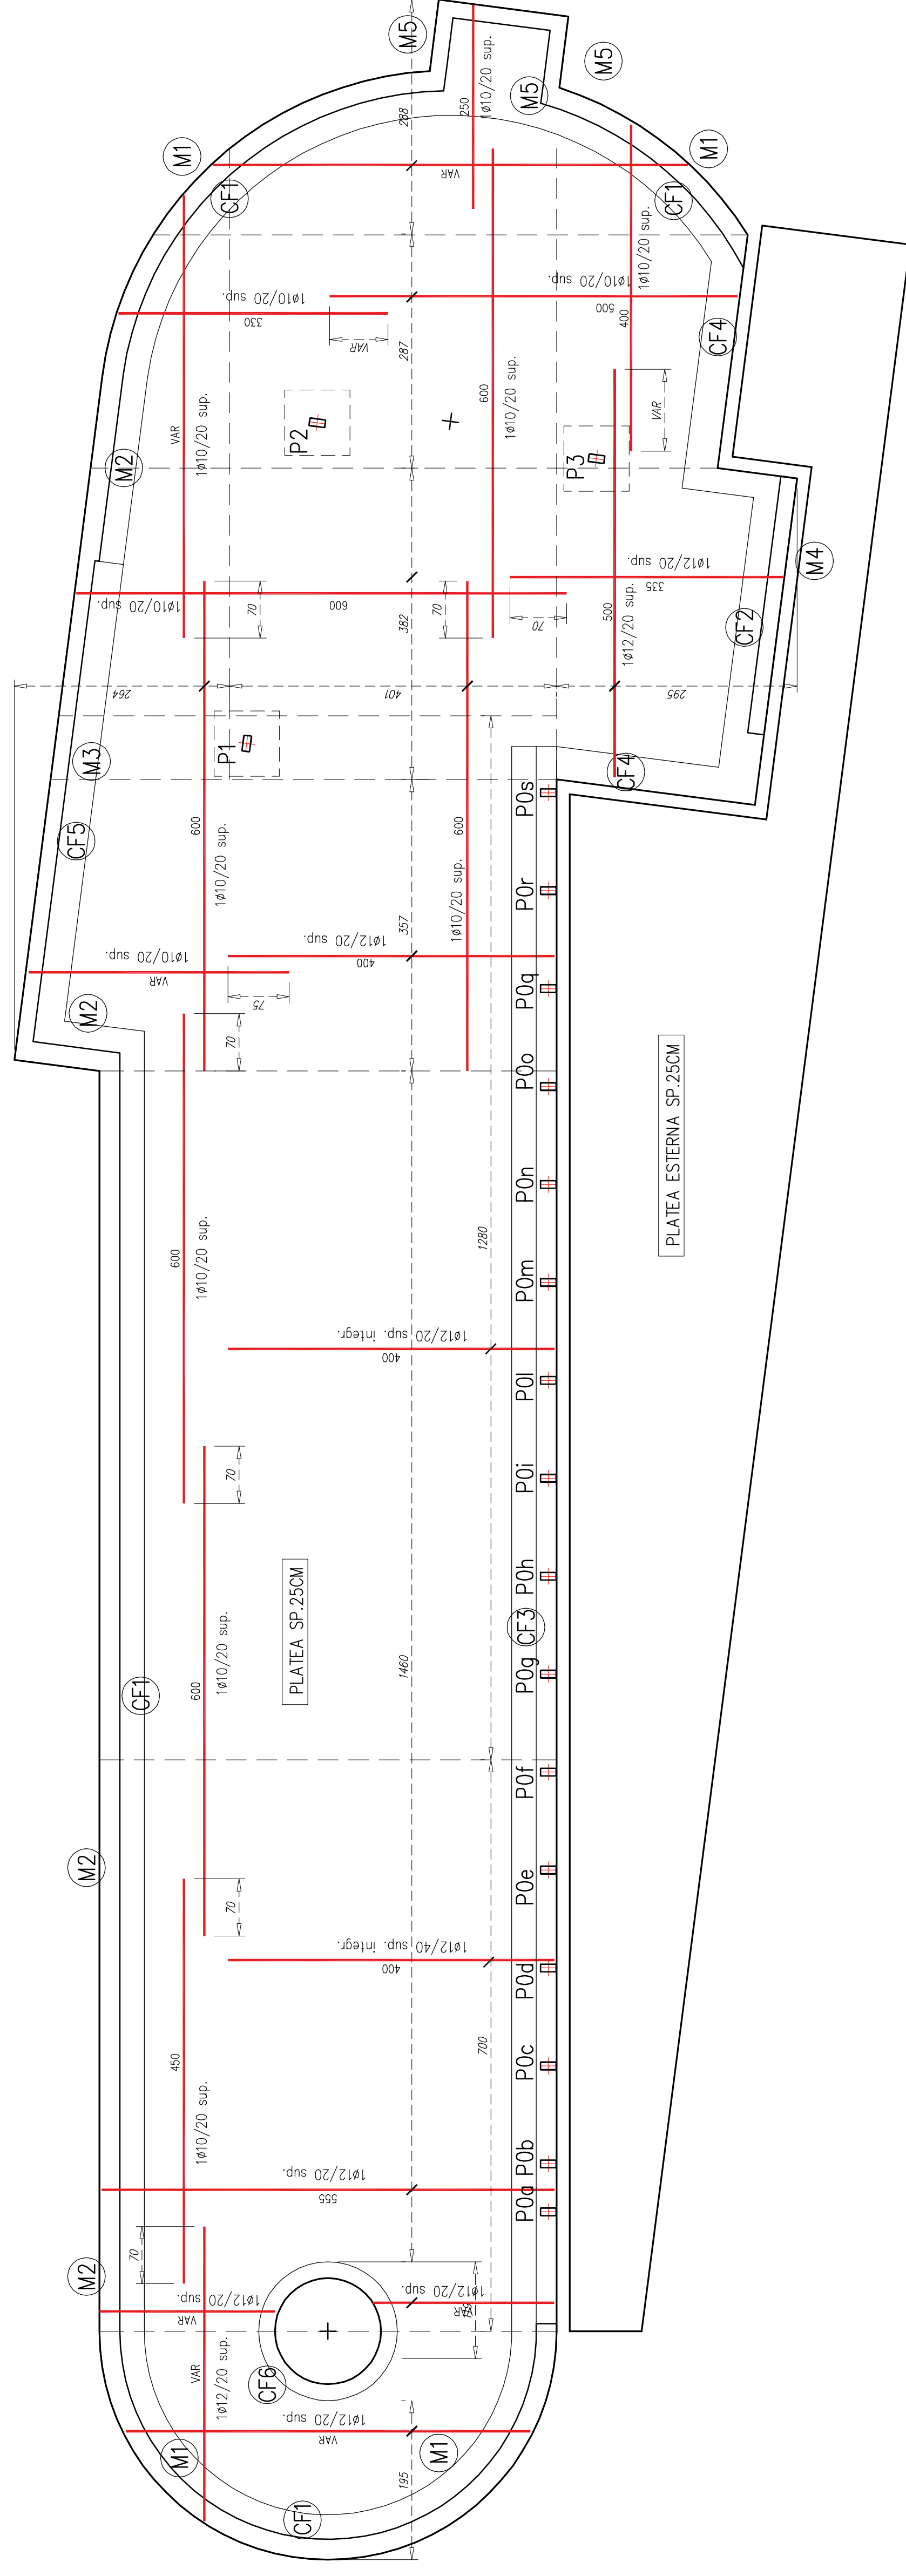 M5
M5
M5
288
250
1ø10/20 sup.
M1
M1
VAR
CF1
CF1
1ø10/20 sup.
330
VAR
287
1ø10/20 sup.
500
400
1ø10/20 sup.
CF4
VAR
1ø10/20 sup.
600
1ø10/20 sup.
P2
P3
VAR
M2
1ø10/20 sup.
600
70
382
70
70
1ø12/20 sup.
335
500
1ø12/20 sup.
M4
CF2
264
401
295
M3
P1
CF4
CF5
600
1ø10/20 sup.
600
1ø10/20 sup.
357
P0s
P0r
1ø10/20 sup.
VAR
1ø12/20 sup.
400
75
P0q
M2
70
P0o
PLATEA ESTERNA SP.25CM
P0n
600
1ø10/20 sup.
1280
P0m
1ø12/20 sup. integr.
400
P0l
70
P0i
P0h
PLATEA SP.25CM
CF3
600
1ø10/20 sup.
1460
P0g
CF1
P0f
M2
P0e
70
1ø12/40 sup. integr.
400
P0d
450
1ø10/20 sup.
700
P0c
P0b
1ø12/20 sup.
555
P0a
M2
70
1ø12/20 sup.
VAR
1ø12/20 sup.
VAR
VAR
1ø12/20 sup.
CF6
1ø12/20 sup.
VAR
M1
M1
195
CF1